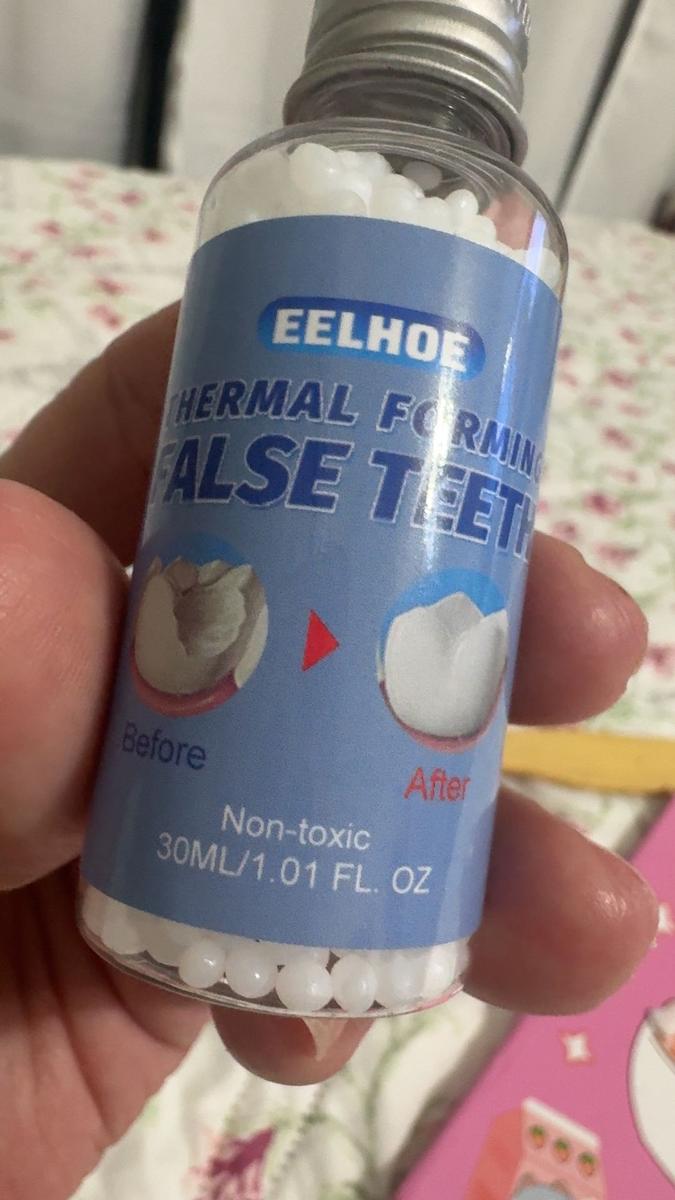 EELHOE
THERMAL FORMING
FALSE TEETH
Before
After
Non-toxic
30ML/1.01 FL. OZ